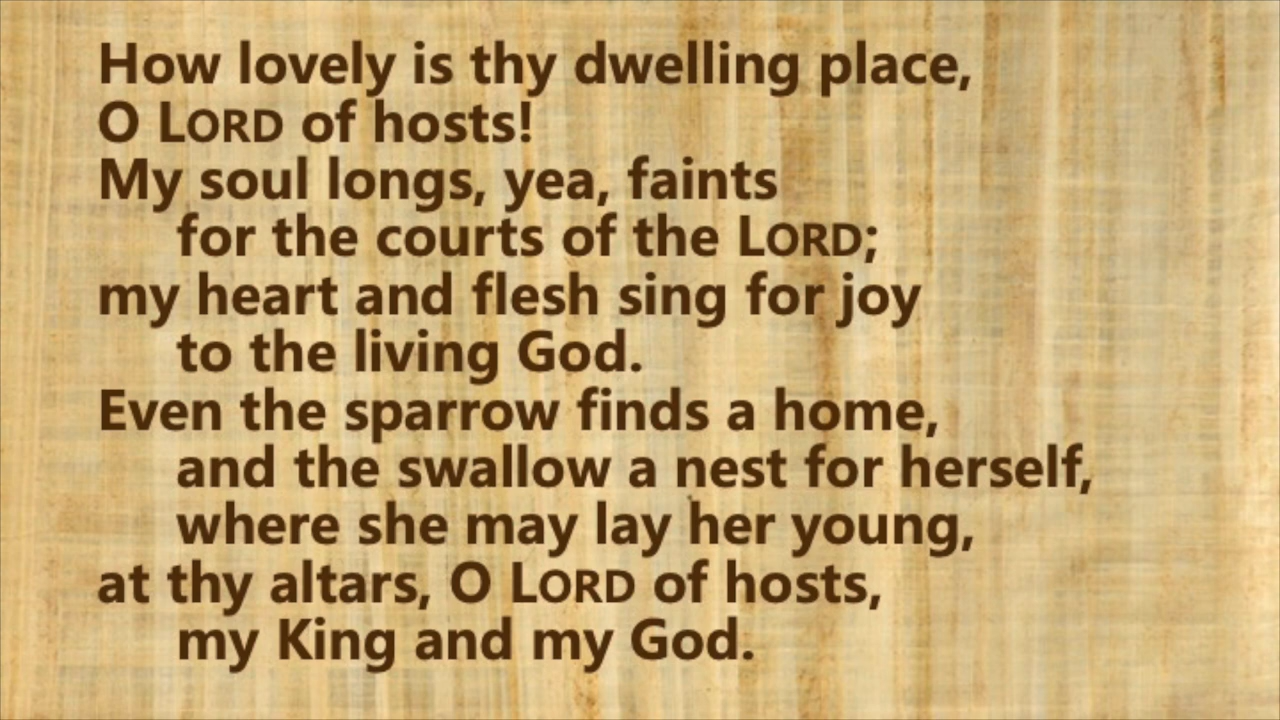 How lovely is thy dwelling place,
O LORD of hosts!
My soul longs, yea, faints
for the courts of the LORD;
my heart and flesh sing for joy
to the living God.
Even the sparrow finds a home,
and the swallow a nest for herself,
where she may lay her young,
at thy altars, O LORD of hosts,
my King and my God.